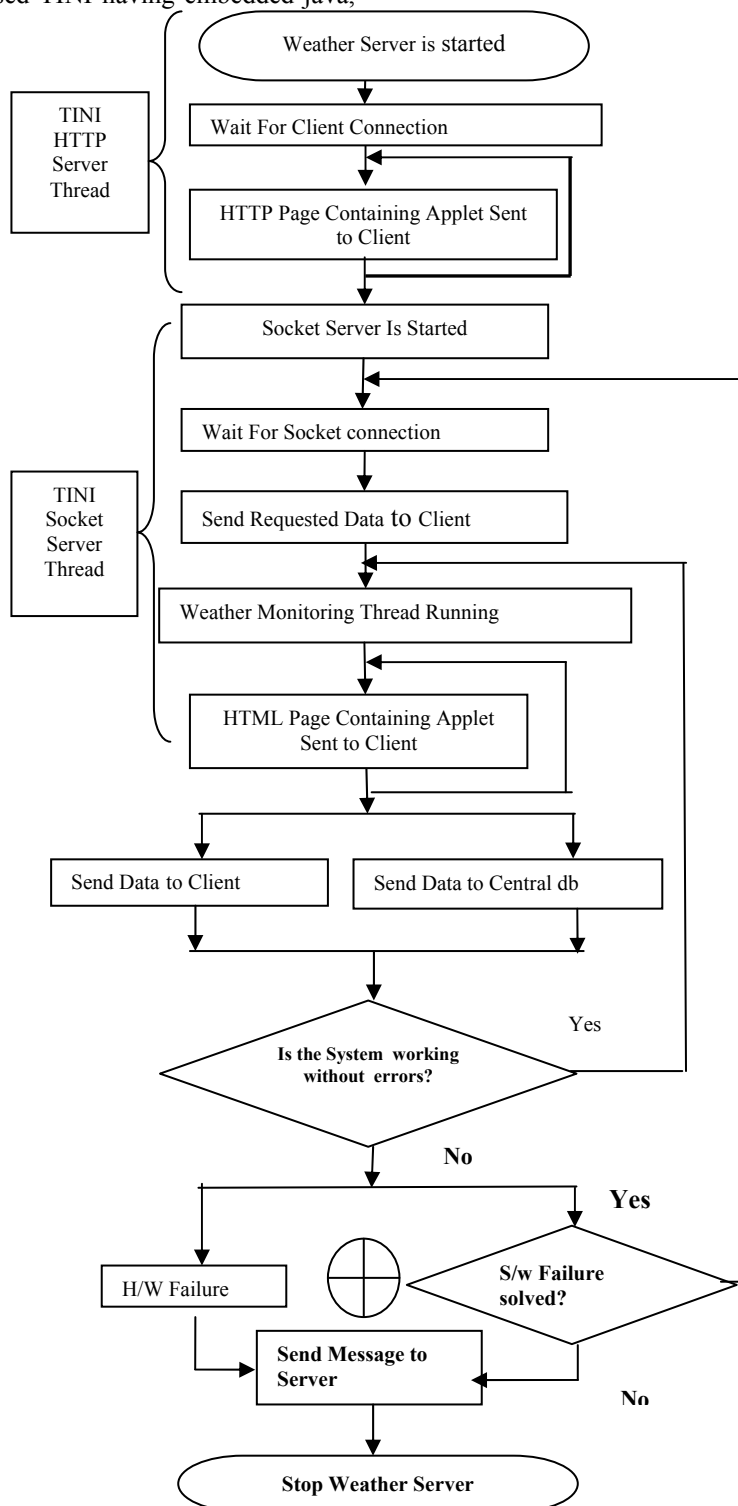 TINI having embedded java,
Weather Server is started
TINI
HTTP
Server
Thread
Wait For Client Connection
HTTP Page Containing Applet Sent
to Client
Socket Server Is Started
Wait For Socket connection
TINI
Socket
Server
Thread
Send Requested Data to Client
Weather Monitoring Thread Running
HTML Page Containing Applet
Sent to Client
Send Data to Client
Send Data to Central db
Yes
Is the System working
without errors?
No
Yes
H/W Failure
S/w Failure
solved?
Send Message to
Server
No
Stop Weather Server